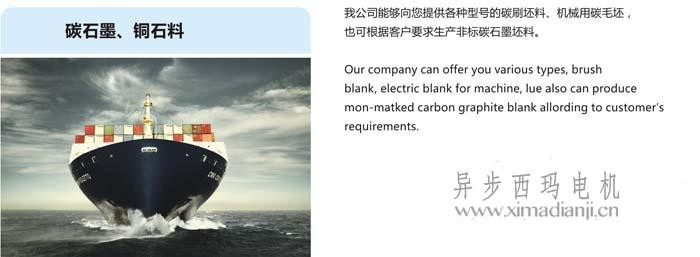 碳石墨、铜石料
我公司能够向您提供各种型号的碳刷坯料、机械用碳毛坯，
也可根据客户要求生产非标碳石墨坯料。
Our company can offer you various types, brush
blank, electric blank for machine, lue also can produce
mon-matked carbon graphite blank allording to customer's
requirements.
异步西玛电机
www.ximadianji.cn